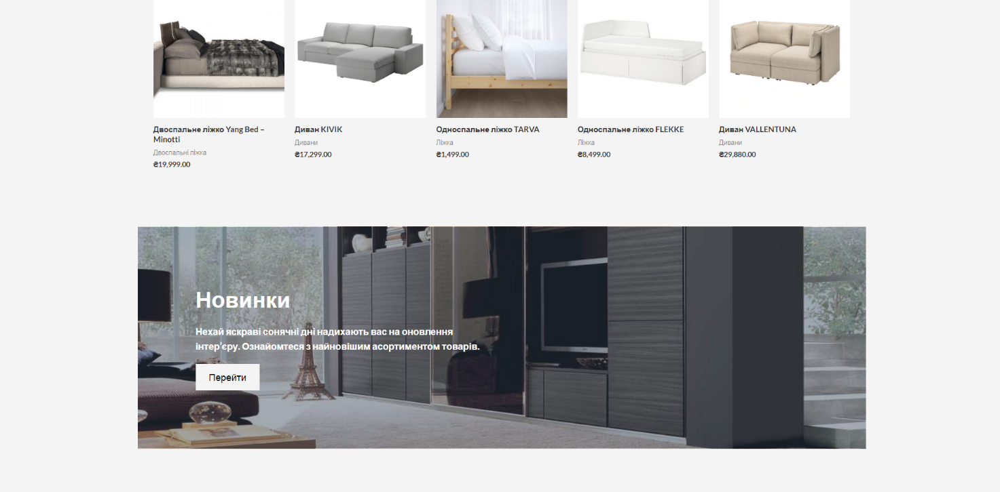 Двоспальне ліжко Yang Bed –
Minotti
Двоспальні ліжка
₴19,999.00
Диван KIVIK
Дивани
₴17,299.00
Односпальне ліжко TARVA
Ліжка
₴1,499.00
Односпальне ліжко FLEKKE
Ліжка
₴8,499.00
Диван VALLENTUNA
Дивани
₴29,880.00
Новинки
Нехай яскраві сонячні дні надихають вас на оновлення
інтер'єру. Ознайомтеся з найновішим асортиментом товарів.
Перейти